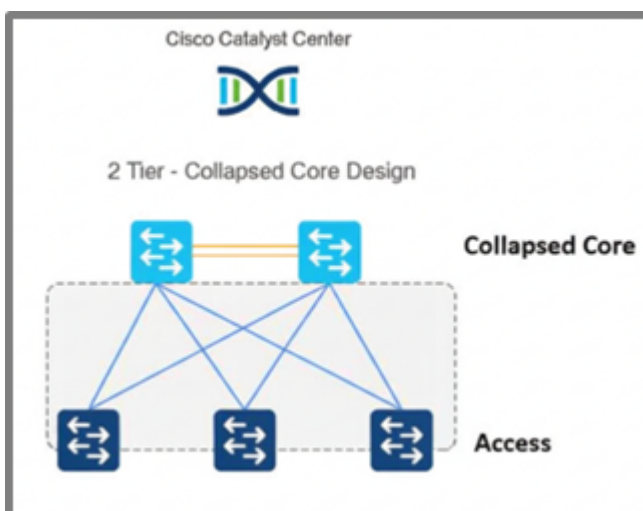 Cisco Catalyst Center
2 Tier - Collapsed Core Design
Collapsed Core
Access